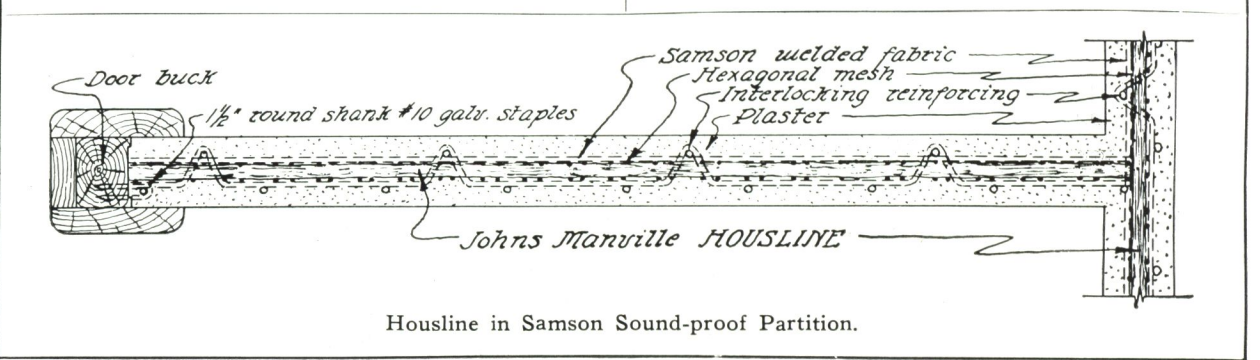 Samson welded fabric
Door buck
Hexagonal mesh
Interlocking reinforcing
1½" round shank #10 galv. staples
Plaster
Johns Manville HOUSLINE
Housline in Samson Sound-proof Partition.